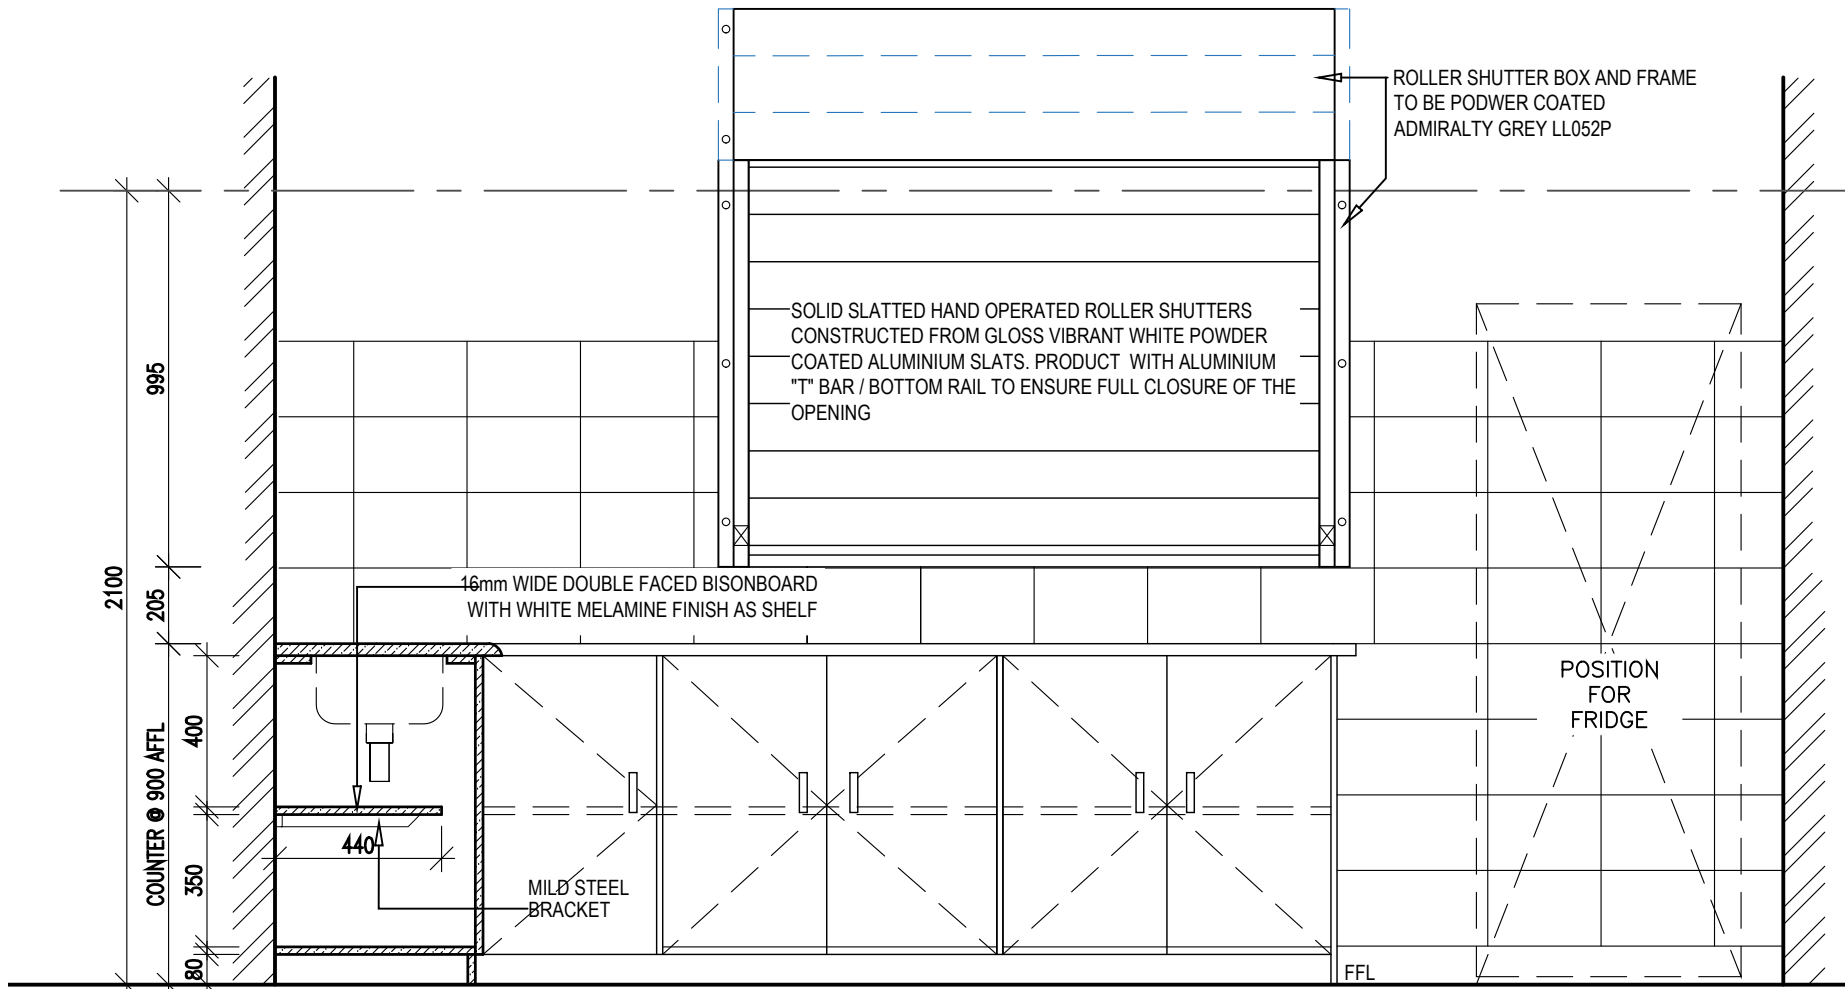 ROLLER SHUTTER BOX AND FRAME
TO BE PODWER COATED
ADMIRALTY GREY LL052P
SOLID SLATTED HAND OPERATED ROLLER SHUTTERS
CONSTRUCTED FROM GLOSS VIBRANT WHITE POWDER
COATED ALUMINIUM SLATS. PRODUCT WITH ALUMINIUM
"T" BAR / BOTTOM RAIL TO ENSURE FULL CLOSURE OF THE
OPENING
995
2100
205
16mm WIDE DOUBLE FACED BISONBOARD
WITH WHITE MELAMINE FINISH AS SHELF
POSITION
FOR
FRIDGE
COUNTER @ 900 AFFL
400
440
350
MILD STEEL
BRACKET
80
FFL